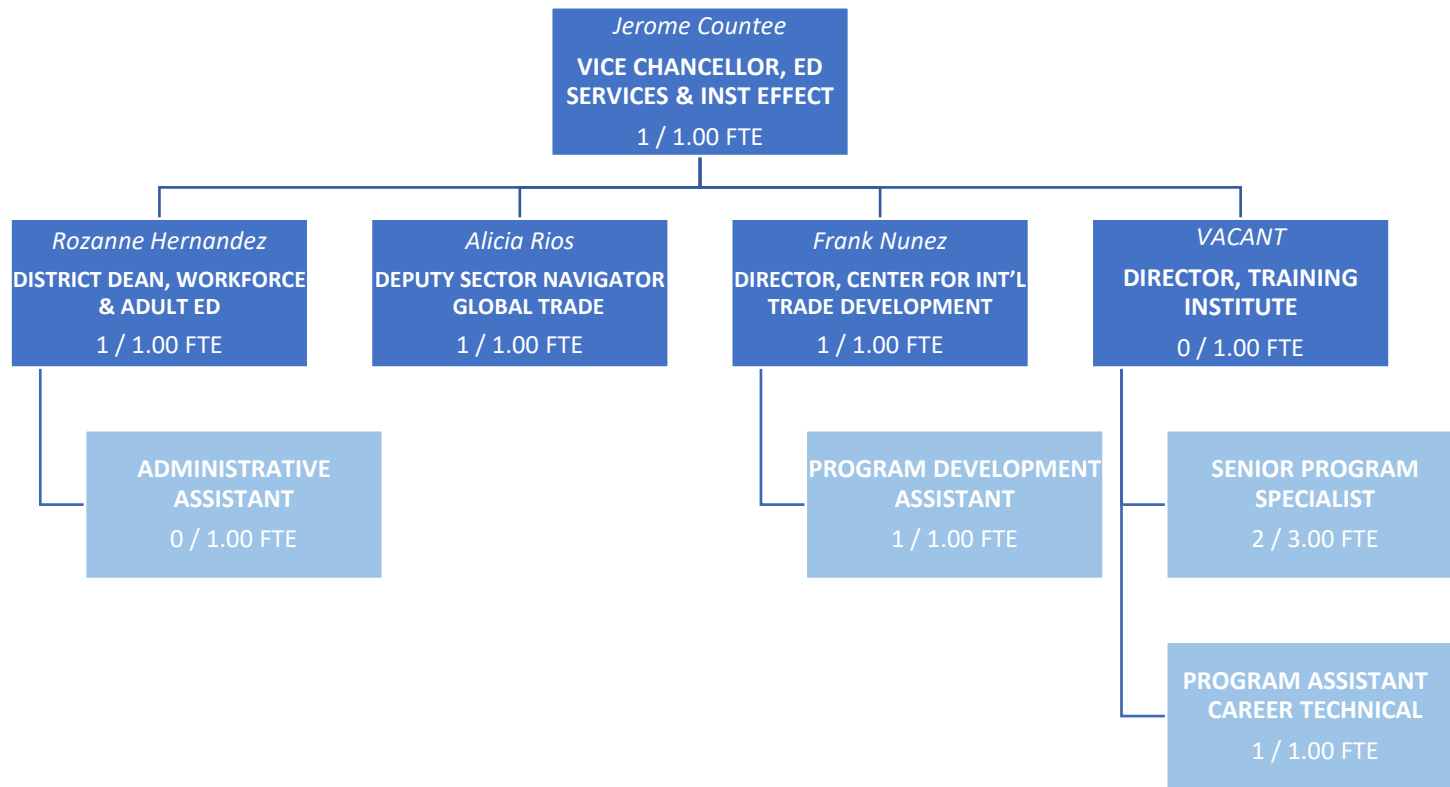 Jerome Countee
VICE CHANCELLOR, ED
SERVICES & INST EFFECT
1 / 1.00 FTE
Rozanne Hernandez
DISTRICT DEAN, WORKFORCE
& ADULT ED
1 / 1.00 FTE
Alicia Rios
DEPUTY SECTOR NAVIGATOR
GLOBAL TRADE
1 / 1.00 FTE
Frank Nunez
DIRECTOR, CENTER FOR INT’L
TRADE DEVELOPMENT
1 / 1.00 FTE
VACANT
DIRECTOR, TRAINING
INSTITUTE
0 / 1.00 FTE
ADMINISTRATIVE
ASSISTANT
0 / 1.00 FTE
PROGRAM DEVELOPMENT
ASSISTANT
1 / 1.00 FTE
SENIOR PROGRAM
SPECIALIST
2 / 3.00 FTE
PROGRAM ASSISTANT
CAREER TECHNICAL
1 / 1.00 FTE